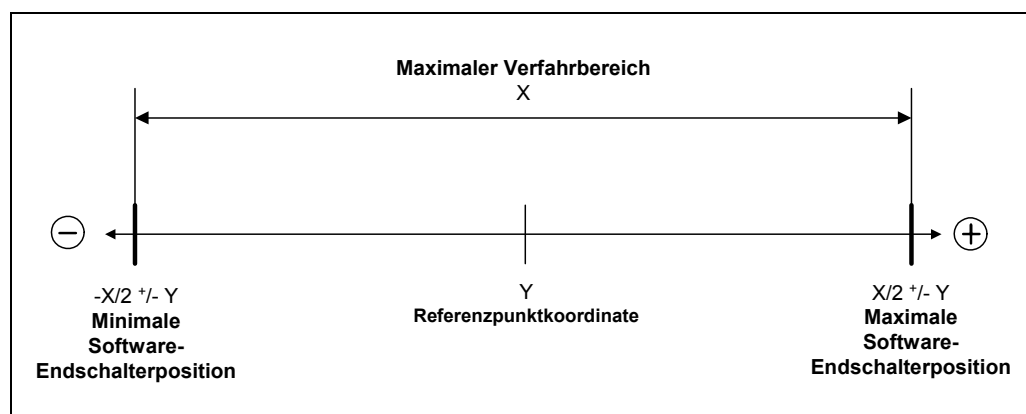 Maximaler Verfahrbereich
X
− +
-X/2 +/- Y
Minimale
Software-
Endschalterposition
Y
Referenzpunktkoordinate
X/2 +/- Y
Maximale
Software-
Endschalterposition